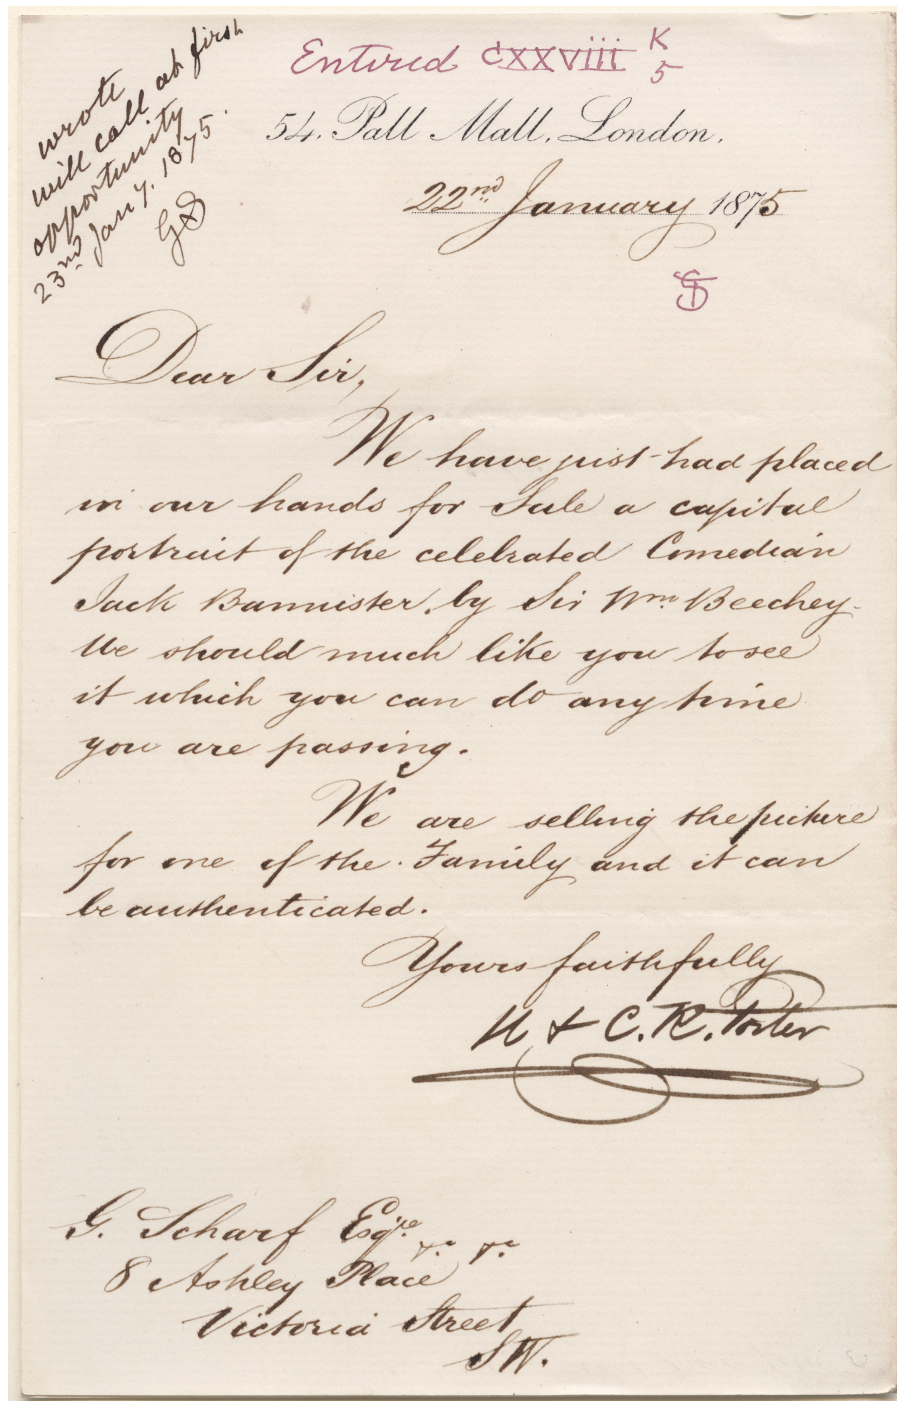 wrote
will call at first
opportunity
23nd Jany. 1875.
GS
Entered cxxviii K
5
54. Pall Mall. London.
22nd January 1875
GS
Dear Sir,
We have just had placed
in our hands for Sale a capital
portrait of the celebrated Comedian
Jack Bannister, by Sir Wm. Beechey.
We should much like you to see
it which you can do any time
you are passing.
We are selling the picture
for one of the Family and it can
be authenticated.
Yours faithfully
H & C. R. Porter
G. Scharf Esqre. &c. &c.
8 Ashley Place
Victoria Street
SW.